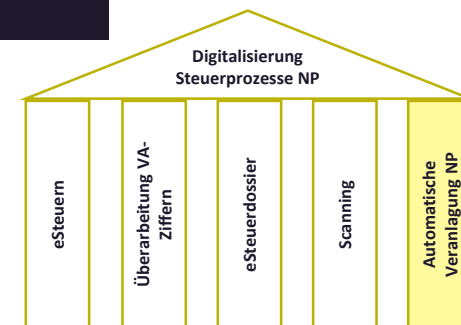 Digitalisierung
Steuerprozesse NP
eSteuern
Überarbeitung VA-
Ziffern
eSteuerdossier
Scanning
Automatische
Veranlagung NP